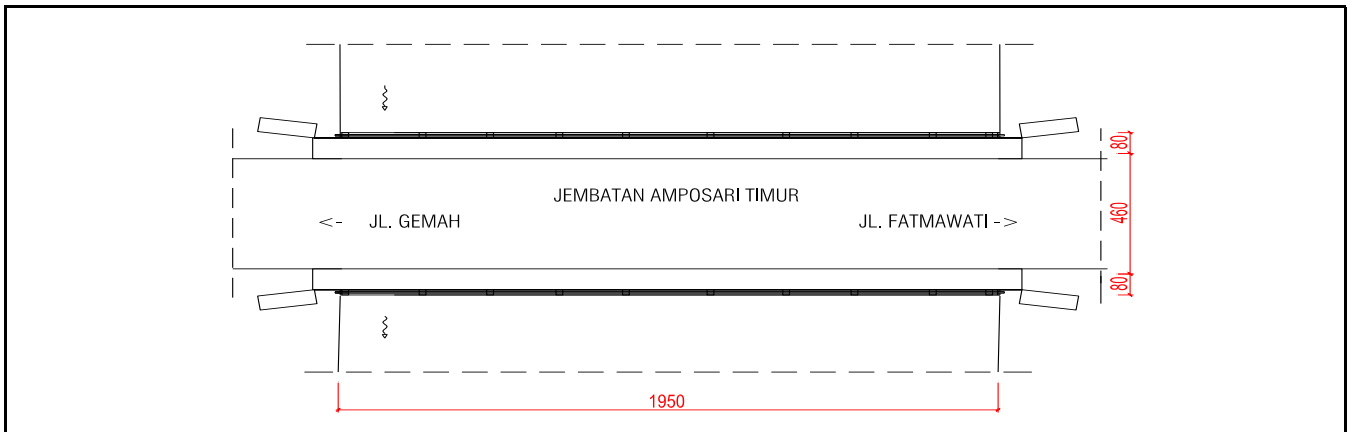 80
JEMBATAN AMPOSARI TIMUR
<- JL. GEMAH
JL. FATMAWATI ->
460
80
1950